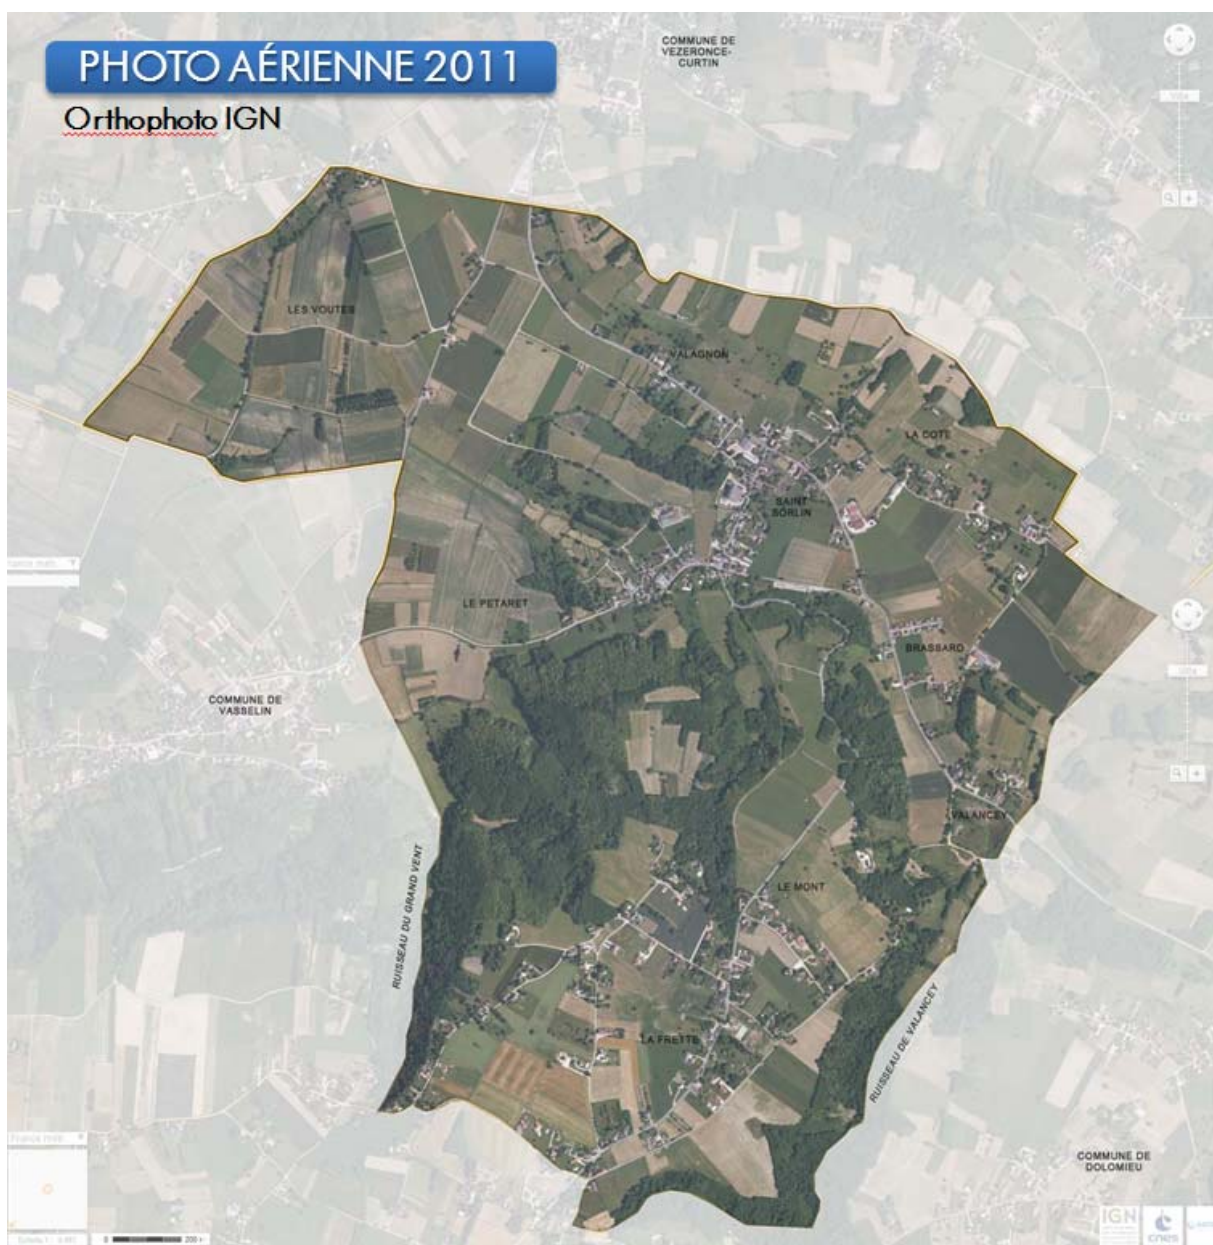 PHOTO AÉRIENNE 2011
Orthophoto IGN
COMMUNE DE
VEZERONCE-
CURTIN
LES VOUTES
VALAGNON
LA COTE
SAINT
SORLIN
LE PETARET
BRASSARD
COMMUNE DE
VASSELIN
VALANCEY
RUISSEAU DU GRAND VENT
LE MONT
RUISSEAU DE VALANCEY
LA FRETTE
COMMUNE DE
DOLOMIEU
IGN
cnes